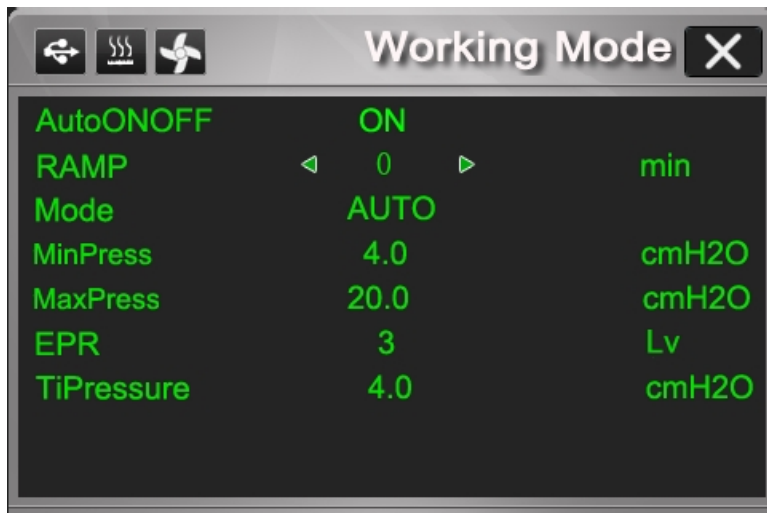 Working Mode
AutoONOFF ON
RAMP 0 min
Mode AUTO
MinPress 4.0 cmH2O
MaxPress 20.0 cmH2O
EPR 3 Lv
TiPressure 4.0 cmH2O